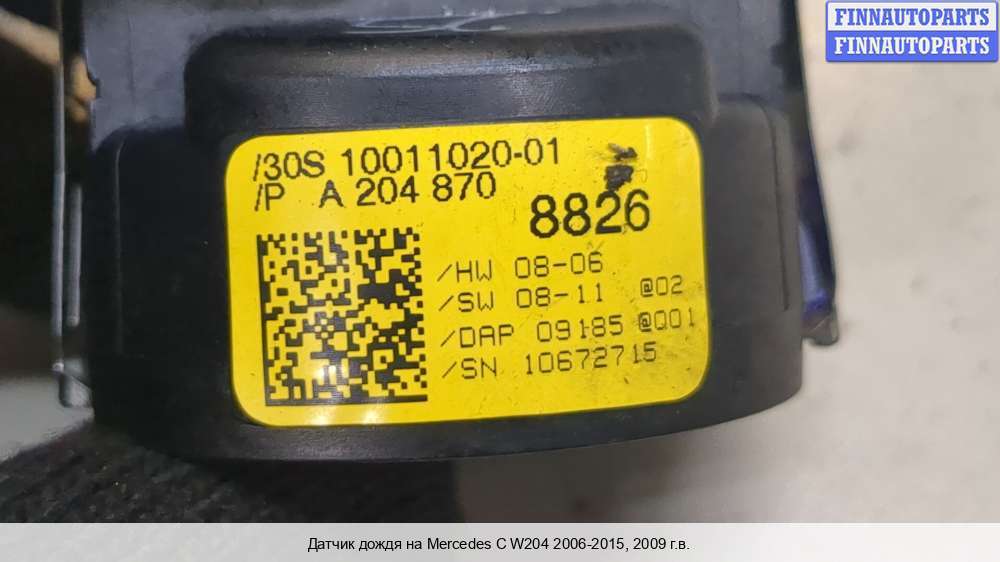 FINNAUTOPARTS
FINNAUTOPARTS
/30S 10011020-01
/P A 204 870
8826
/HW 08-06
/SW 08-11 @02
/DAP 09185 @001
/SN 10672715
Датчик дождя на Mercedes C W204 2006-2015, 2009 г.в.